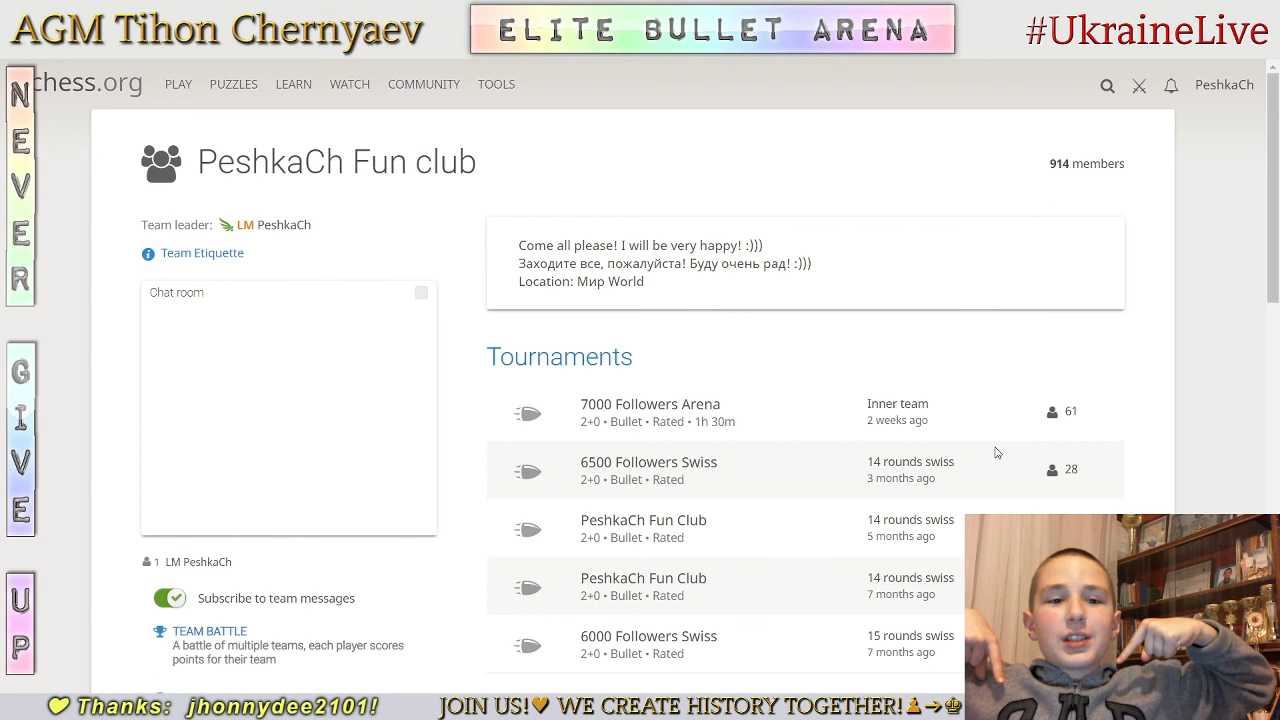 AGM Tihon Chernyaev
ELITE BULLET ARENA
#UkraineLive
NEVER
GIVE
UP
chess.org
PLAY PUZZLES LEARN WATCH COMMUNITY TOOLS
PeshkaCh
PeshkaCh Fun club
914 members
Team leader: LM PeshkaCh
Team Etiquette
Chat room
1 LM PeshkaCh
Subscribe to team messages
TEAM BATTLE
A battle of multiple teams, each player scores
points for their team
Come all please! I will be very happy! :)))
Заходите все, пожалуйста! Буду очень рад! :)))
Location: Мир World
Tournaments
7000 Followers Arena
2+0 • Bullet • Rated • 1h 30m
Inner team
2 weeks ago
61
6500 Followers Swiss
2+0 • Bullet • Rated
14 rounds swiss
3 months ago
28
PeshkaCh Fun Club
2+0 • Bullet • Rated
14 rounds swiss
5 months ago
PeshkaCh Fun Club
2+0 • Bullet • Rated
14 rounds swiss
7 months ago
6000 Followers Swiss
2+0 • Bullet • Rated
15 rounds swiss
7 months ago
Thanks: jhonnydee2101!
JOIN US! WE CREATE HISTORY TOGETHER!